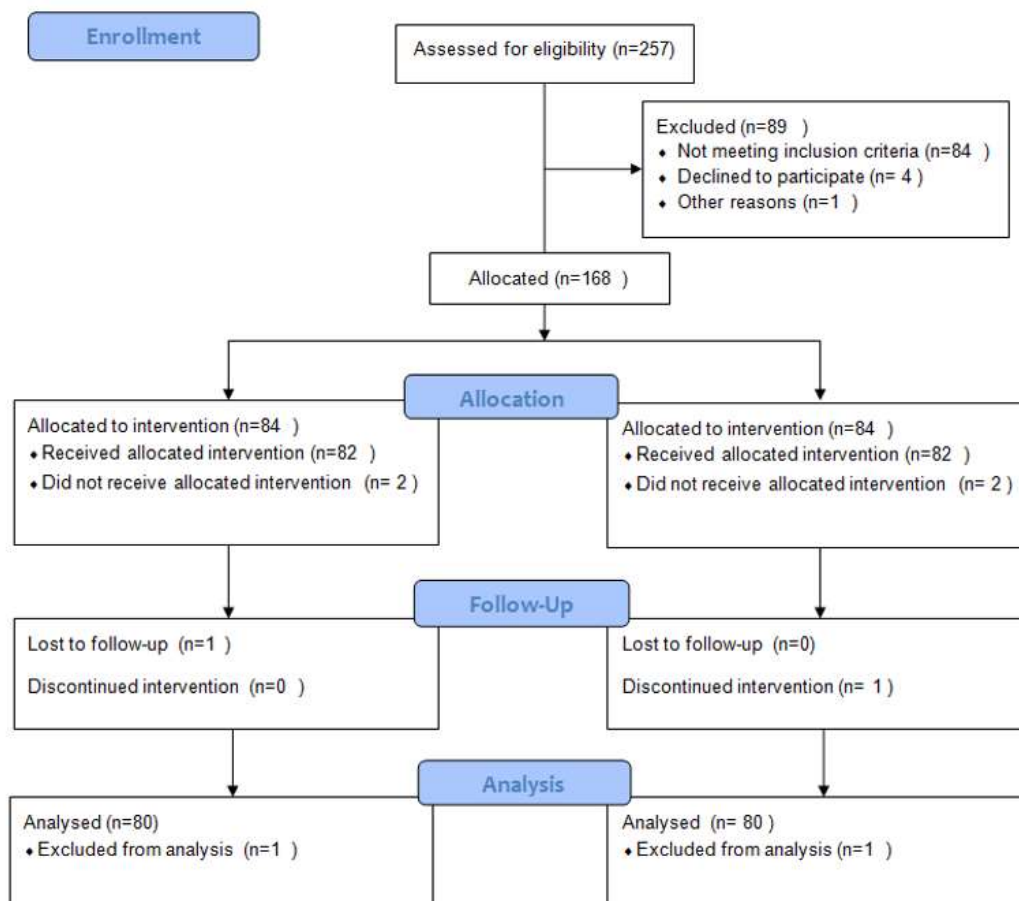 Enrollment
Assessed for eligibility (n=257)
Excluded (n=89 )
⬧ Not meeting inclusion criteria (n=84 )
⬧ Declined to participate (n= 4 )
⬧ Other reasons (n=1 )
Allocated (n=168 )
Allocation
Allocated to intervention (n=84 )
⬧ Received allocated intervention (n=82 )
⬧ Did not receive allocated intervention (n= 2 )
Allocated to intervention (n=84 )
⬧ Received allocated intervention (n=82 )
⬧ Did not receive allocated intervention (n= 2 )
Follow-Up
Lost to follow-up (n=1 )
Discontinued intervention (n=0 )
Lost to follow-up (n=0)
Discontinued intervention (n= 1 )
Analysis
Analysed (n=80)
⬧ Excluded from analysis (n=1 )
Analysed (n= 80 )
⬧ Excluded from analysis (n=1 )